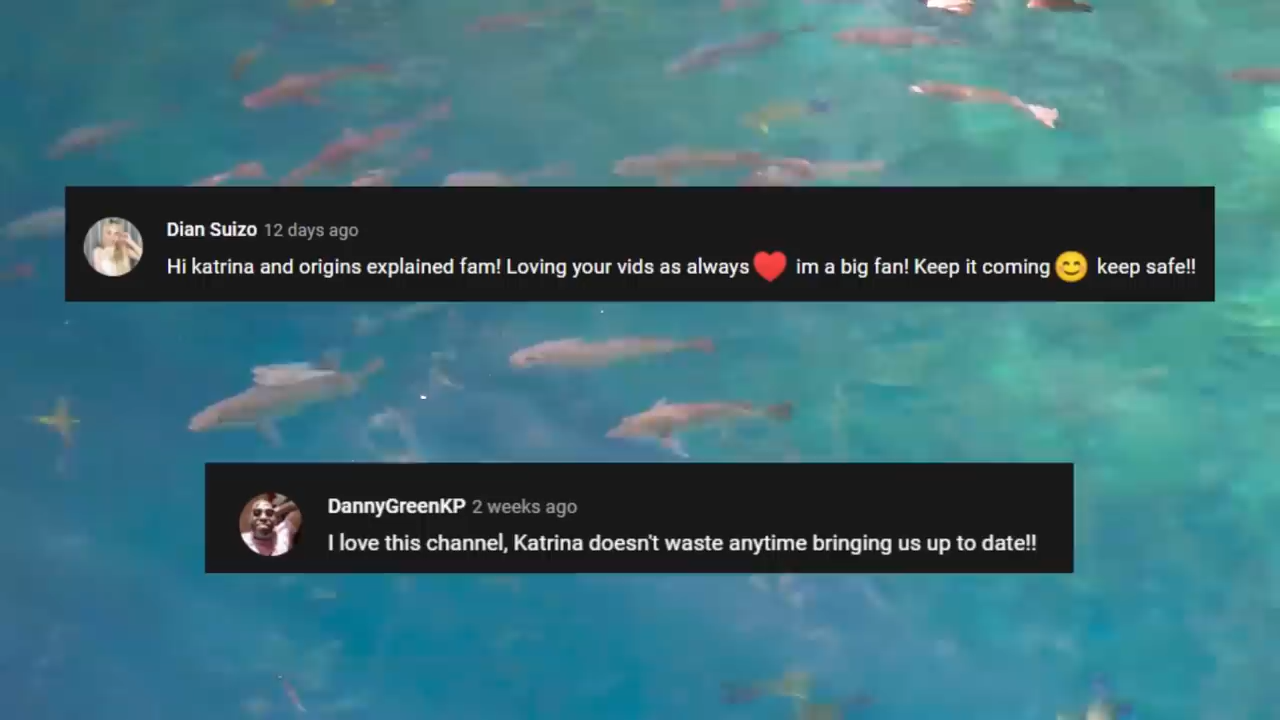 Dian Suizo 12 days ago
Hi katrina and origins explained fam! Loving your vids as always❤️ im a big fan! Keep it coming😊 keep safe!!
DannyGreenKP 2 weeks ago
I love this channel, Katrina doesn't waste anytime bringing us up to date!!